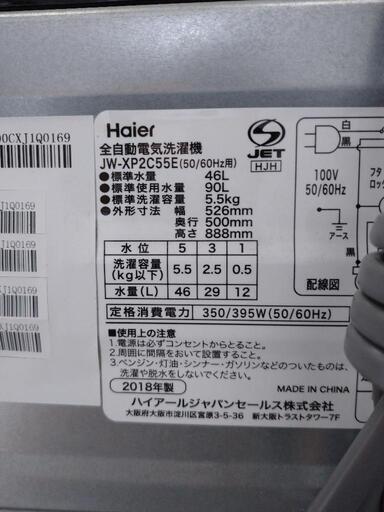 00CXJ1Q0169
J1Q0169
J1Q0169
XJ1Q0169
XJ1Q0169
Haier
全自動電気洗濯機
JW-XP2C55E(50/60Hz用)
S
JET
HJH
●標準水量 46L
●標準使用水量 90L
●標準洗濯容量 5.5kg
●外形寸法 幅 526mm
奥行 500mm
高さ 888mm
水位 5 3 1
洗濯容量(kg以下) 5.5 2.5 0.5
水量(L) 46 29 12
定格消費電力 350/395W(50/60Hz)
●使用上の注意
1.電源は必ずコンセントからとること。
2.周囲に間隔をおいて設置すること。
3.ベンジン・灯油・シンナー・ガソリンなどのついたものは、
洗濯や脱水をしないでください。
2018年製
MADE IN CHINA
ハイアールジャパンセールス株式会社
大阪府大阪市淀川区宮原3-5-36 新大阪トラストタワー7F
白
黒
100V
50/60Hz
フタ
ロッ
アース
黒
配線図